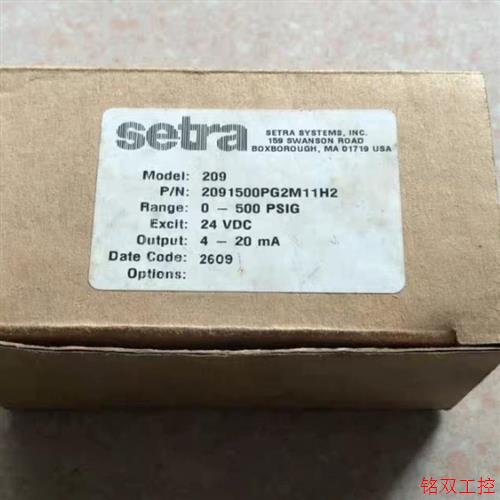 setra
SETRA SYSTEMS, INC.
159 SWANSON ROAD
BOXBOROUGH, MA 01719 USA
Model: 209
P/N: 2091500PG2M11H2
Range: 0 – 500 PSIG
Excit: 24 VDC
Output: 4 – 20 mA
Date Code: 2609
Options:
铭双工控